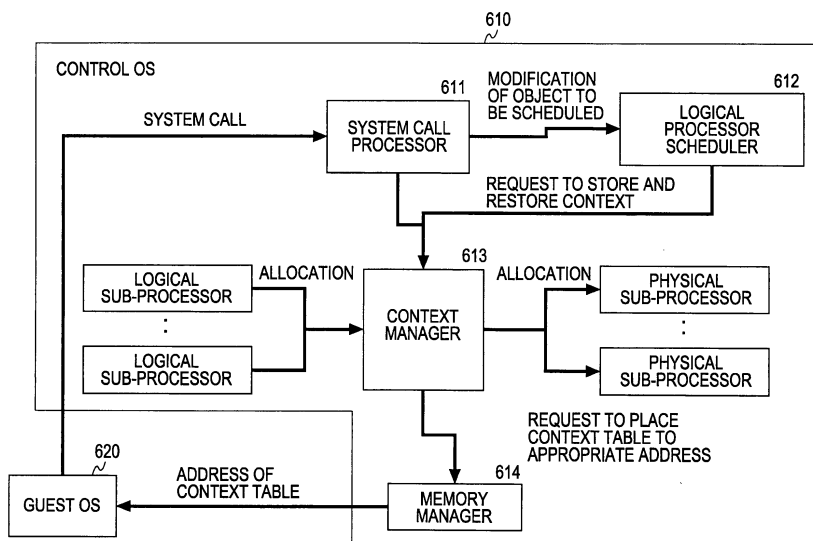 610
CONTROL OS
611
MODIFICATION
OF OBJECT TO
BE SCHEDULED
612
SYSTEM CALL
SYSTEM CALL
PROCESSOR
LOGICAL
PROCESSOR
SCHEDULER
REQUEST TO STORE AND
RESTORE CONTEXT
613
LOGICAL
SUB-PROCESSOR
ALLOCATION
CONTEXT
MANAGER
ALLOCATION
PHYSICAL
SUB-PROCESSOR
:
:
LOGICAL
SUB-PROCESSOR
PHYSICAL
SUB-PROCESSOR
REQUEST TO PLACE
CONTEXT TABLE TO
APPROPRIATE ADDRESS
620
GUEST OS
ADDRESS OF
CONTEXT TABLE
614
MEMORY
MANAGER